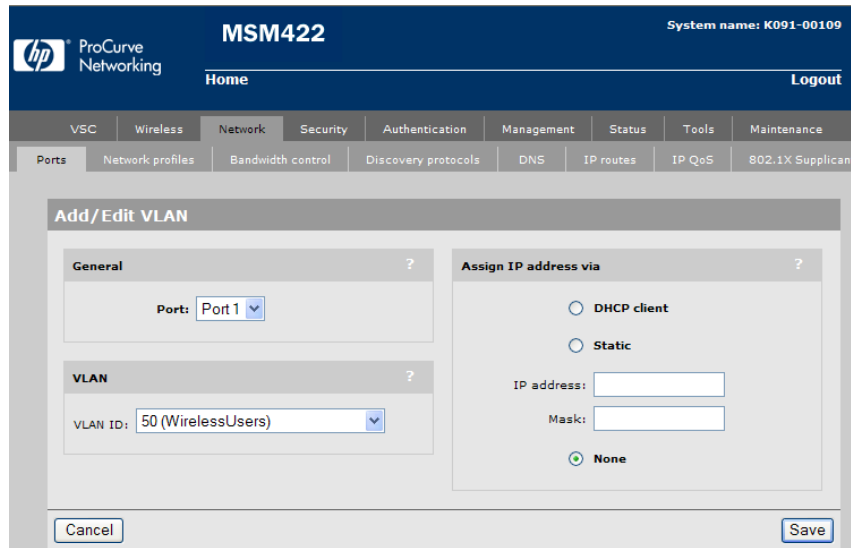 System name: K091-00109
hp
ProCurve
Networking
MSM422
Home
Logout
VSC
Wireless
Network
Security
Authentication
Management
Status
Tools
Maintenance
Ports
Network profiles
Bandwidth control
Discovery protocols
DNS
IP routes
IP QoS
802.1X Supplican
Add/Edit VLAN
General
?
Port: Port 1
VLAN
?
VLAN ID: 50 (WirelessUsers)
Assign IP address via
?
DHCP client
Static
IP address:
Mask:
None
Cancel
Save